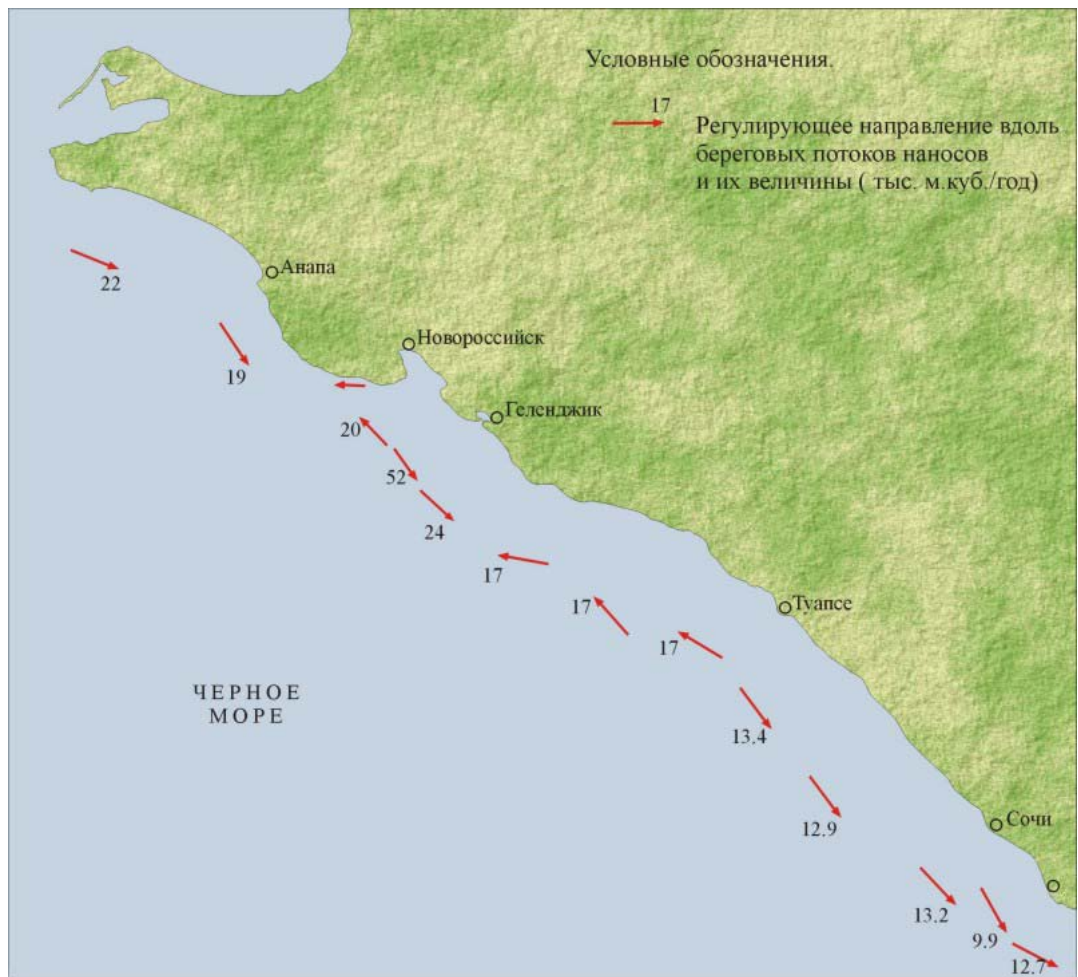 Условные обозначения.
17
Регулирующее направление вдоль
береговых потоков наносов
и их величины ( тыс. м.куб./год)
Анапа
22
Новороссийск
19
Геленджик
20
52
24
17
17
Туапсе
17
ЧЕРНОЕ
МОРЕ
13.4
12.9
Сочи
13.2
9.9
12.7